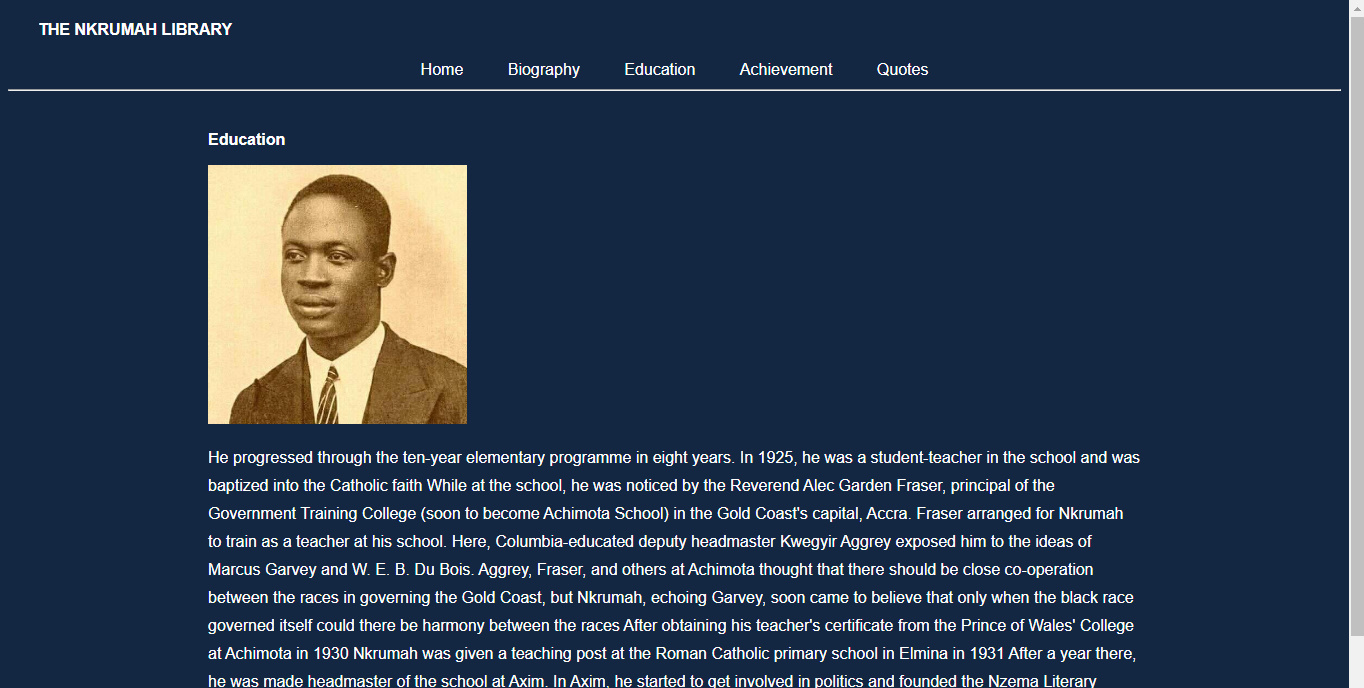 THE NKRUMAH LIBRARY
Home Biography Education Achievement Quotes
Education
He progressed through the ten-year elementary programme in eight years. In 1925, he was a student-teacher in the school and was
baptized into the Catholic faith While at the school, he was noticed by the Reverend Alec Garden Fraser, principal of the
Government Training College (soon to become Achimota School) in the Gold Coast's capital, Accra. Fraser arranged for Nkrumah
to train as a teacher at his school. Here, Columbia-educated deputy headmaster Kwegyir Aggrey exposed him to the ideas of
Marcus Garvey and W. E. B. Du Bois. Aggrey, Fraser, and others at Achimota thought that there should be close co-operation
between the races in governing the Gold Coast, but Nkrumah, echoing Garvey, soon came to believe that only when the black race
governed itself could there be harmony between the races After obtaining his teacher's certificate from the Prince of Wales' College
at Achimota in 1930 Nkrumah was given a teaching post at the Roman Catholic primary school in Elmina in 1931 After a year there,
he was made headmaster of the school at Axim. In Axim, he started to get involved in politics and founded the Nzema Literary